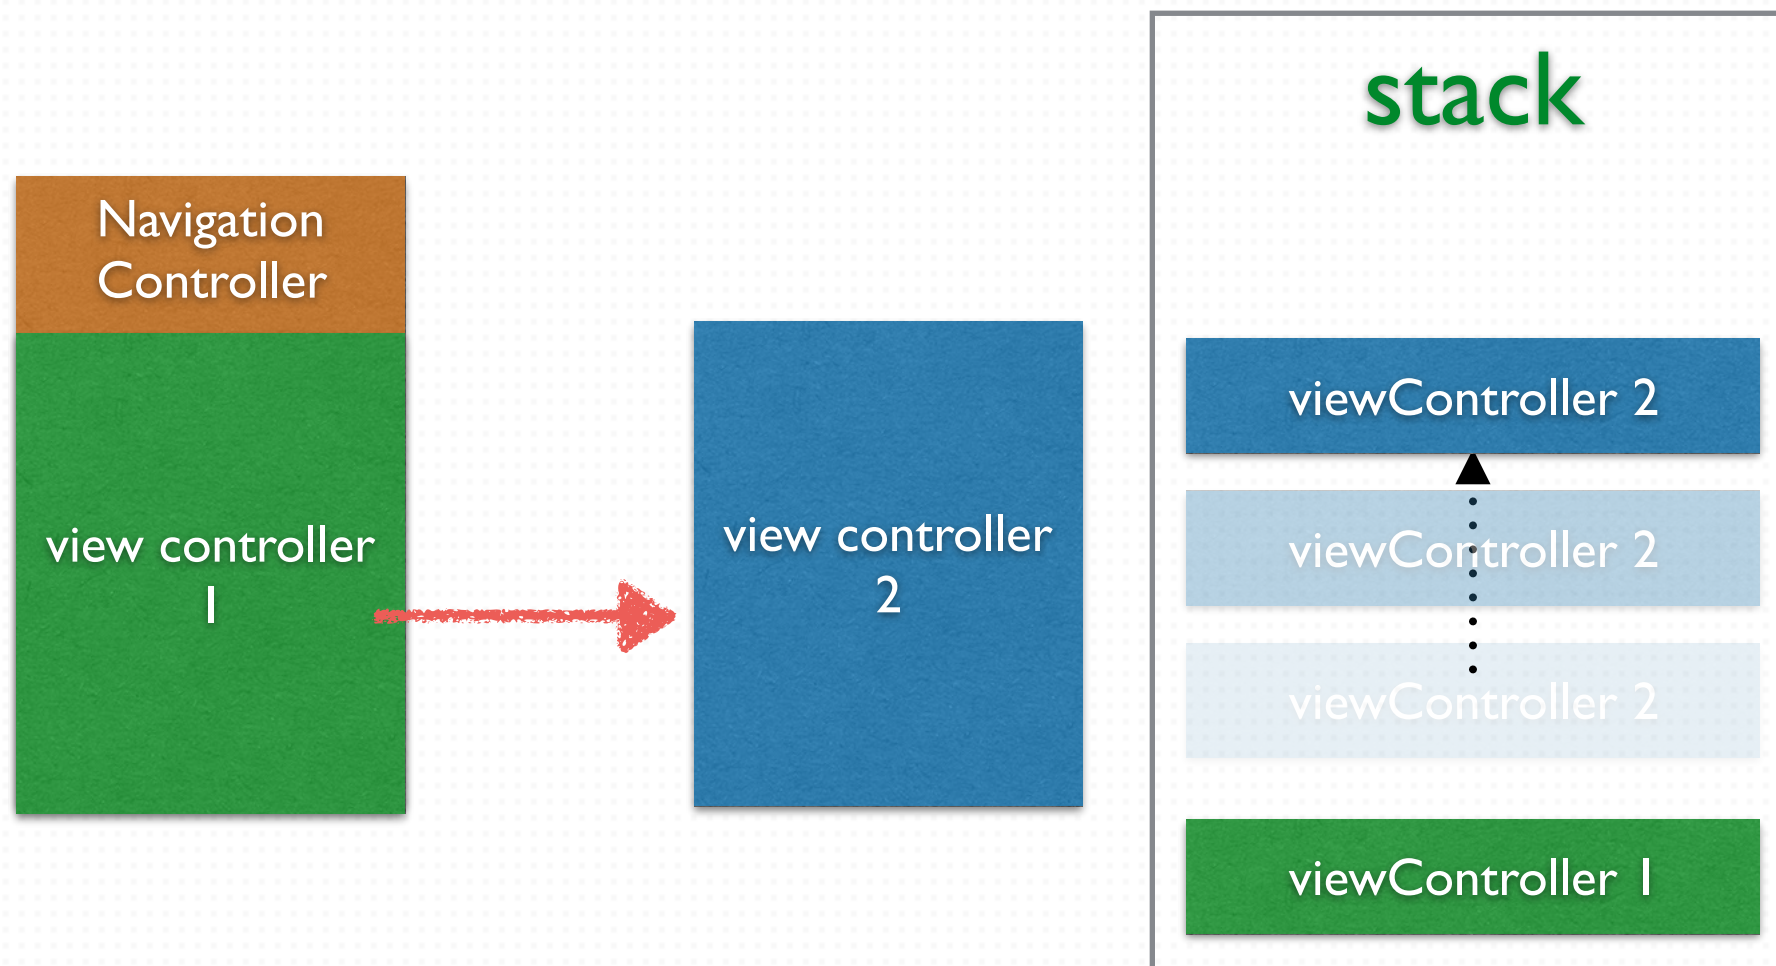 stack
Navigation
Controller
view controller
1
view controller
2
viewController 2
viewController 2
viewController 2
viewController 1